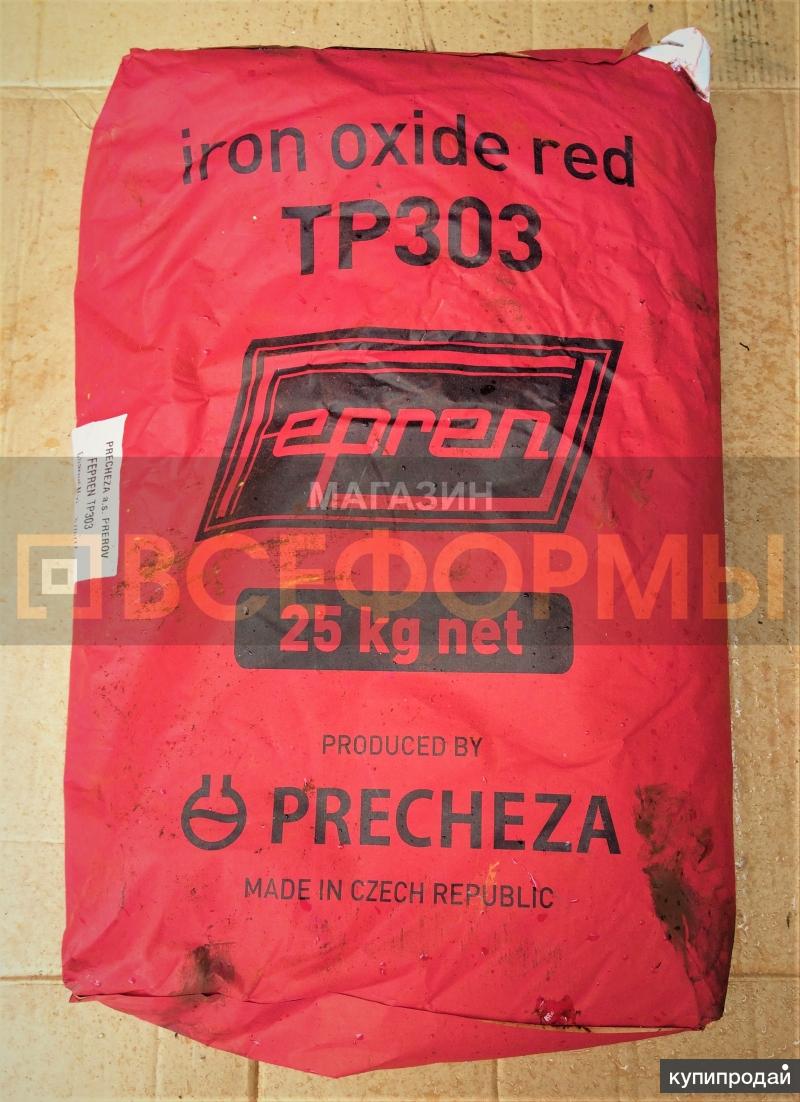 iron oxide red
TP303
fepren
МАГАЗИН
ВСЕФОРМЫ
25 kg net
PRODUCED BY
PRECHEZA
MADE IN CZECH REPUBLIC
PRECHEZA a.s. PREROV
FEPREN TP303
купипродай